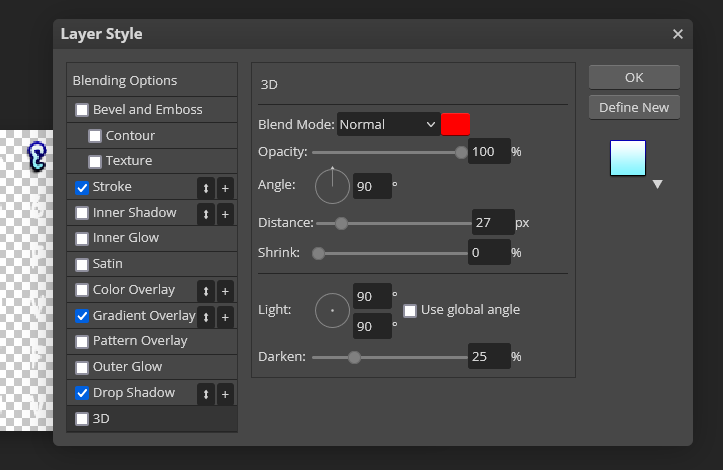 Layer Style
Blending Options
Bevel and Emboss
Contour
Texture
Stroke
+
Inner Shadow
+
Inner Glow
Satin
Color Overlay
+
Gradient Overlay
+
Pattern Overlay
Outer Glow
Drop Shadow
+
3D
3D
Blend Mode: Normal
Opacity: 100 %
Angle: 90 °
Distance: 27 px
Shrink: 0 %
Light: 90 °
90 °
Use global angle
Darken: 25 %
OK
Define New